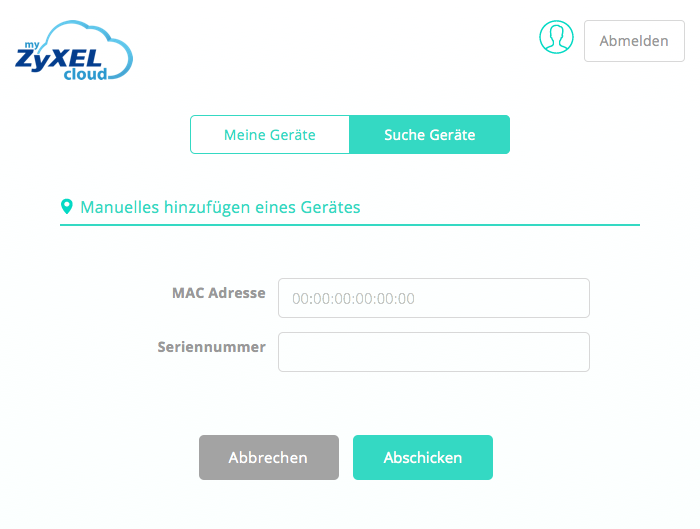 my
ZyXEL
cloud
Abmelden
Meine Geräte
Suche Geräte
Manuelles hinzufügen eines Gerätes
MAC Adresse
00:00:00:00:00:00
Seriennummer
Abbrechen
Abschicken